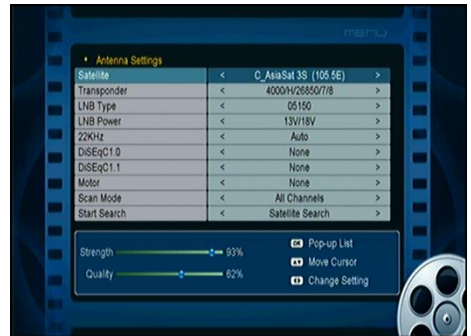 MENU
Antenna Settings
Satellite < C_AsiaSat 3S (105.5E) >
Transponder < 4000/H/26850/7/8 >
LNB Type < 05150 >
LNB Power < 13V/18V >
22KHz < Auto >
DiSEqC1.0 < None >
DiSEqC1.1 < None >
Motor < None >
Scan Mode < All Channels >
Start Search < Satellite Search >
Strength 93%
Quality 62%
OK Pop-up List
Move Cursor
Change Setting